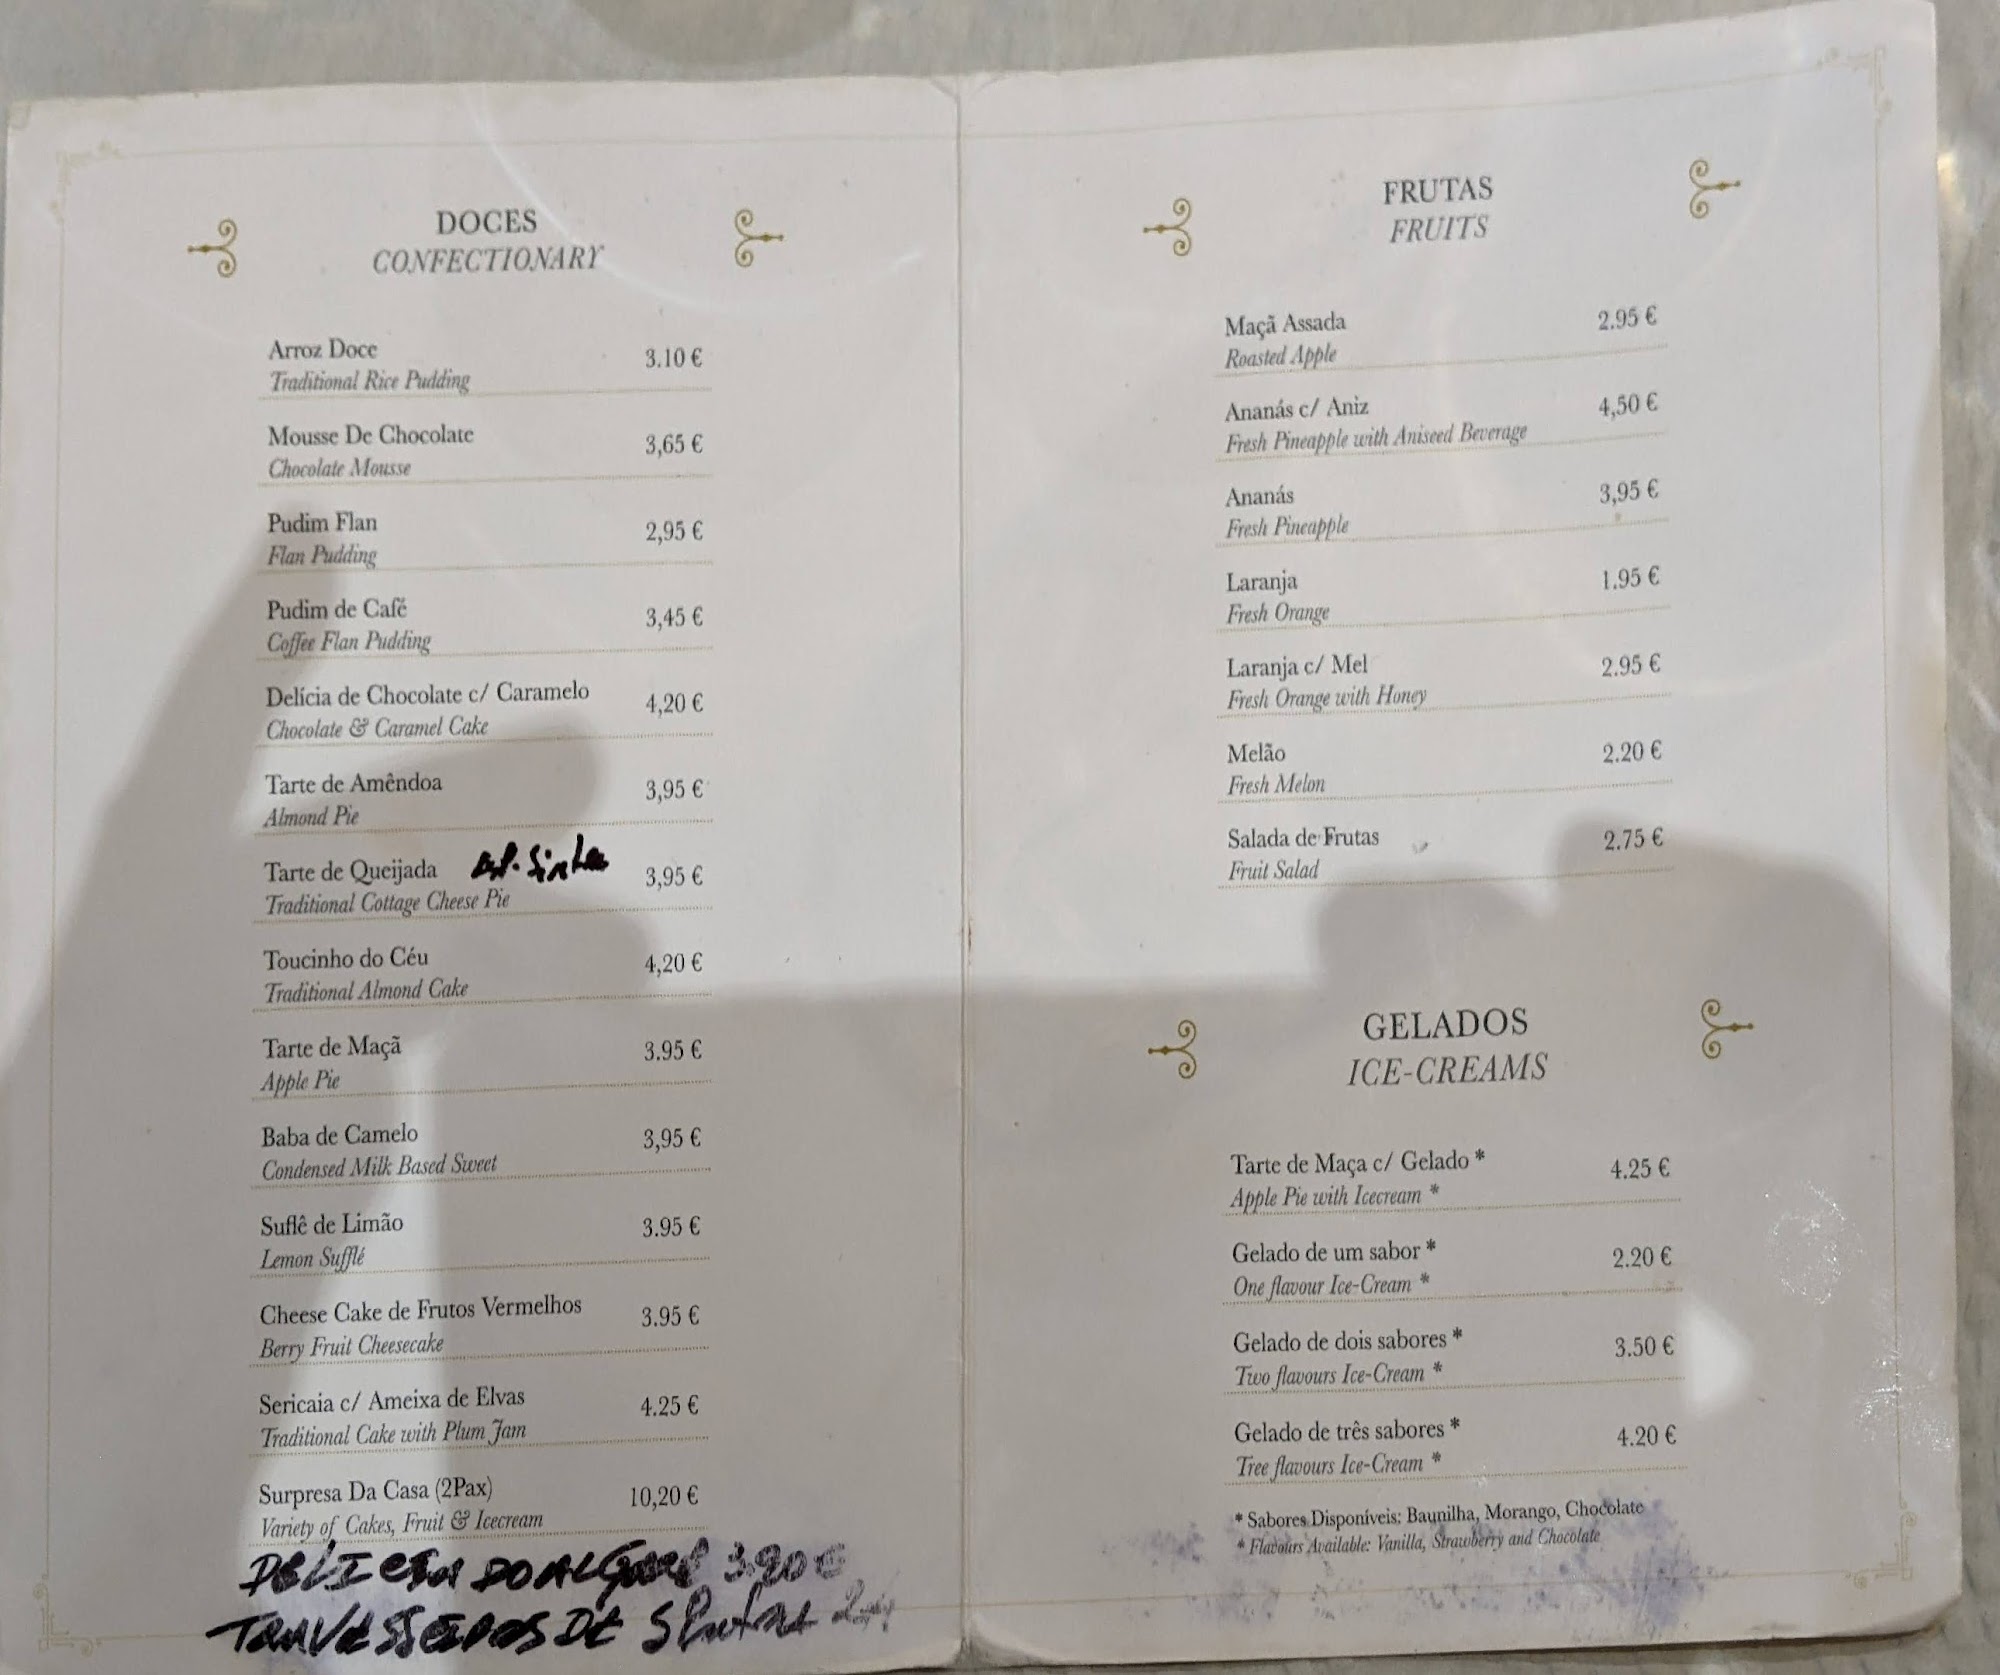 DOCES
CONFECTIONARY
Arroz Doce 3.10 €
Traditional Rice Pudding
Mousse De Chocolate 3,65 €
Chocolate Mousse
Pudim Flan 2,95 €
Flan Pudding
Pudim de Café 3,45 €
Coffee Flan Pudding
Delícia de Chocolate c/ Caramelo 4,20 €
Chocolate & Caramel Cake
Tarte de Amêndoa 3,95 €
Almond Pie
Tarte de Queijada 3,95 €
Traditional Cottage Cheese Pie
Toucinho do Céu 4,20 €
Traditional Almond Cake
Tarte de Maçã 3.95 €
Apple Pie
Baba de Camelo 3,95 €
Condensed Milk Based Sweet
Suflê de Limão 3.95 €
Lemon Sufflé
Cheese Cake de Frutos Vermelhos 3.95 €
Berry Fruit Cheesecake
Sericaia c/ Ameixa de Elvas 4.25 €
Traditional Cake with Plum Jam
Surpresa Da Casa (2Pax) 10,20 €
Variety of Cakes, Fruit & Icecream
3.90 €
DE
FRUTAS
FRUITS
Maçã Assada 2.95 €
Roasted Apple
Ananás c/ Aniz 4,50 €
Fresh Pineapple with Aniseed Beverage
Ananás 3,95 €
Fresh Pineapple
Laranja 1.95 €
Fresh Orange
Laranja c/ Mel 2.95 €
Fresh Orange with Honey
Melão 2.20 €
Fresh Melon
Salada de Frutas 2.75 €
Fruit Salad
GELADOS
ICE-CREAMS
Tarte de Maça c/ Gelado * 4.25 €
Apple Pie with Icecream *
Gelado de um sabor * 2.20 €
One flavour Ice-Cream *
Gelado de dois sabores * 3.50 €
Two flavours Ice-Cream *
Gelado de três sabores * 4.20 €
Tree flavours Ice-Cream *
* Sabores Disponíveis: Baunilha, Morango, Chocolate
* Flavours Available: Vanilla, Strawberry and Chocolate